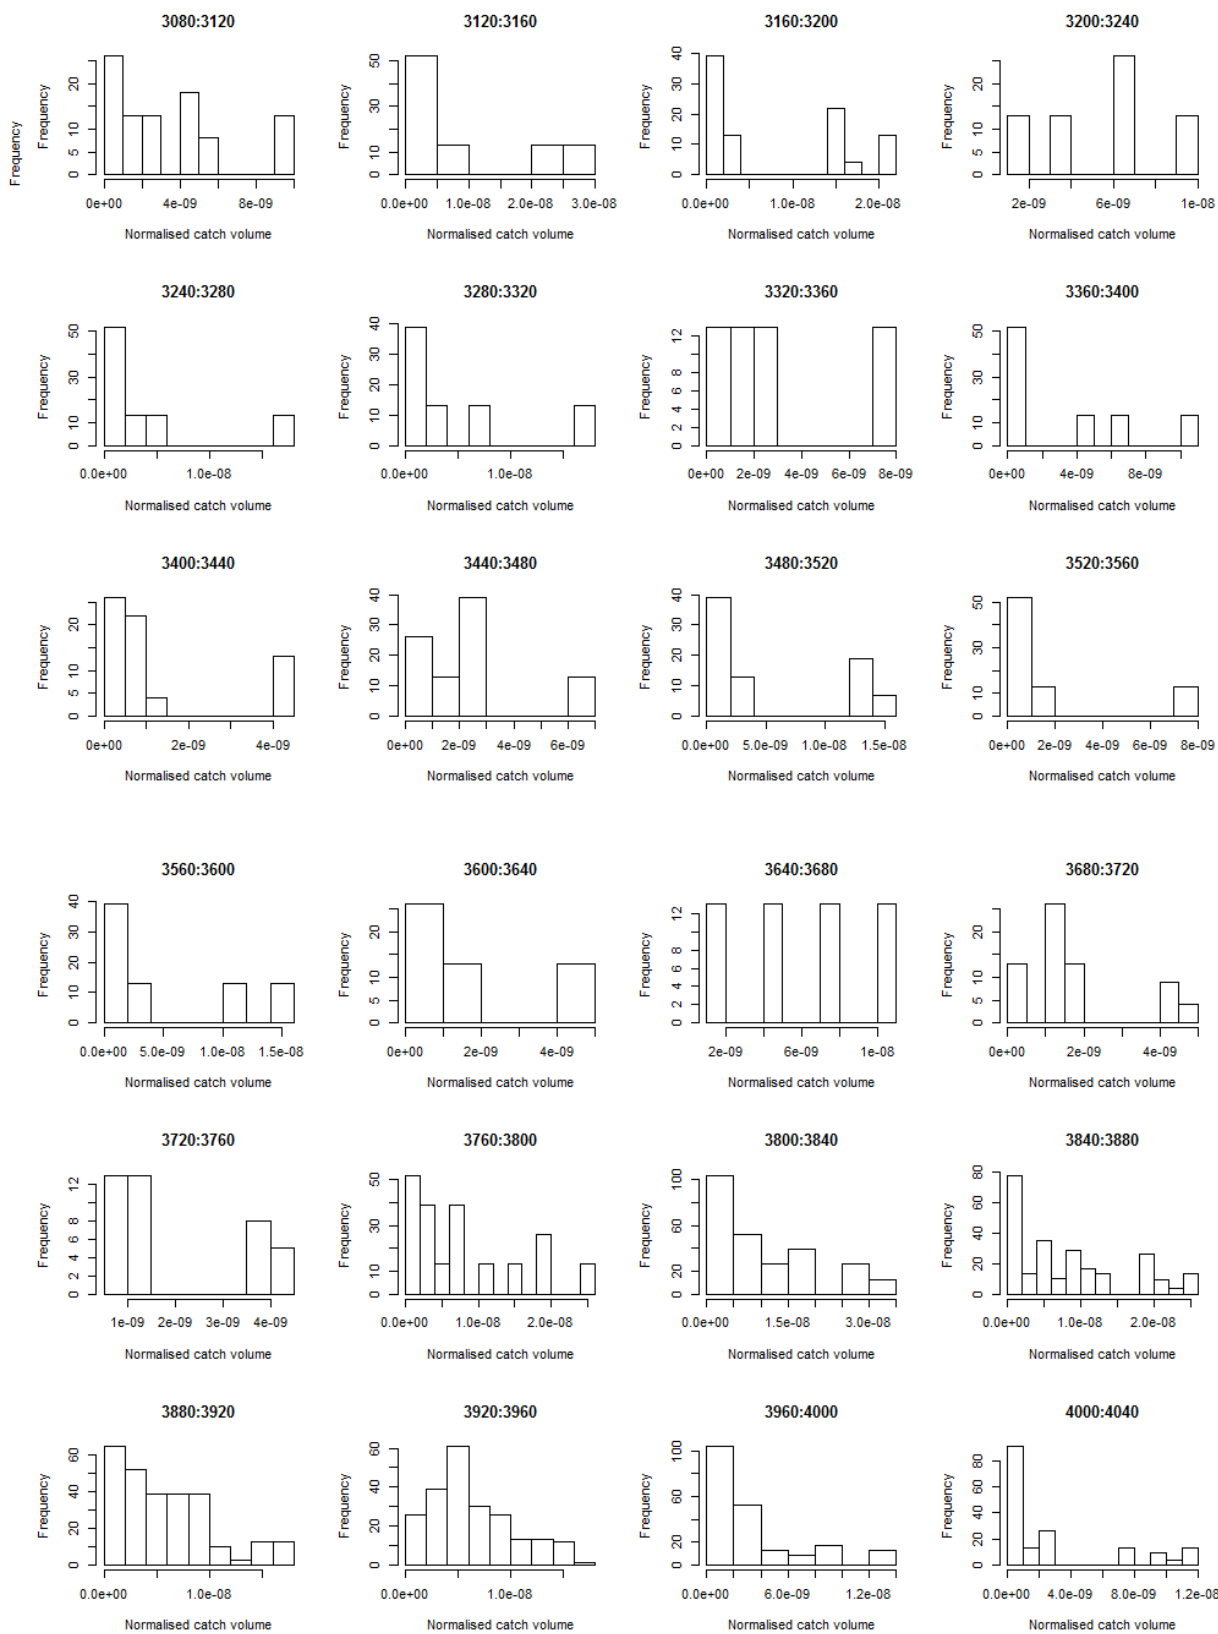 3080:3120 3120:3160 3160:3200 3200:3240
Frequency
Frequency 0 5 10 20
0e+00 4e-09 8e-09
Normalised catch volume
Frequency 0 10 30 50
0.0e+00 1.0e-08 2.0e-08 3.0e-08
Normalised catch volume
Frequency 0 10 20 30 40
0.0e+00 1.0e-08 2.0e-08
Normalised catch volume
Frequency 0 5 10 20
2e-09 6e-09 1e-08
Normalised catch volume
3240:3280 3280:3320 3320:3360 3360:3400
Frequency 0 10 30 50
0.0e+00 1.0e-08
Normalised catch volume
Frequency 0 10 20 30 40
0.0e+00 1.0e-08
Normalised catch volume
Frequency 0 2 4 6 8 12
0e+00 2e-09 4e-09 6e-09 8e-09
Normalised catch volume
Frequency 0 10 30 50
0e+00 4e-09 8e-09
Normalised catch volume
3400:3440 3440:3480 3480:3520 3520:3560
Frequency 0 5 10 20
0e+00 2e-09 4e-09
Normalised catch volume
Frequency 0 10 20 30 40
0e+00 2e-09 4e-09 6e-09
Normalised catch volume
Frequency 0 10 20 30 40
0.0e+00 5.0e-09 1.0e-08 1.5e-08
Normalised catch volume
Frequency 0 10 30 50
0e+00 2e-09 4e-09 6e-09 8e-09
Normalised catch volume
3560:3600 3600:3640 3640:3680 3680:3720
Frequency 0 10 20 30 40
0.0e+00 5.0e-09 1.0e-08 1.5e-08
Normalised catch volume
Frequency 0 5 10 20
0e+00 2e-09 4e-09
Normalised catch volume
Frequency 0 2 4 6 8 12
2e-09 6e-09 1e-08
Normalised catch volume
Frequency 0 5 10 20
0e+00 2e-09 4e-09
Normalised catch volume
3720:3760 3760:3800 3800:3840 3840:3880
Frequency 0 2 4 6 8 12
1e-09 2e-09 3e-09 4e-09
Normalised catch volume
Frequency 0 10 30 50
0.0e+00 1.0e-08 2.0e-08
Normalised catch volume
Frequency 0 20 60 100
0.0e+00 1.5e-08 3.0e-08
Normalised catch volume
Frequency 0 20 40 60 80
0.0e+00 1.0e-08 2.0e-08
Normalised catch volume
3880:3920 3920:3960 3960:4000 4000:4040
Frequency 0 20 40 60
0.0e+00 1.0e-08
Normalised catch volume
Frequency 0 20 40 60
0.0e+00 1.0e-08
Normalised catch volume
Frequency 0 20 60 100
0.0e+00 6.0e-09 1.2e-08
Normalised catch volume
Frequency 0 20 40 60 80
0.0e+00 4.0e-09 8.0e-09 1.2e-08
Normalised catch volume